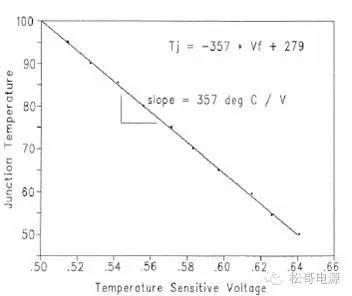 Tj = -357 * Vf + 279
slope = 357 deg C / V
Junction Temperature
100
90
80
70
60
50
.50 .52 .54 .56 .58 .60 .62 .64 .66
Temperature Sensitive Voltage
松哥电源